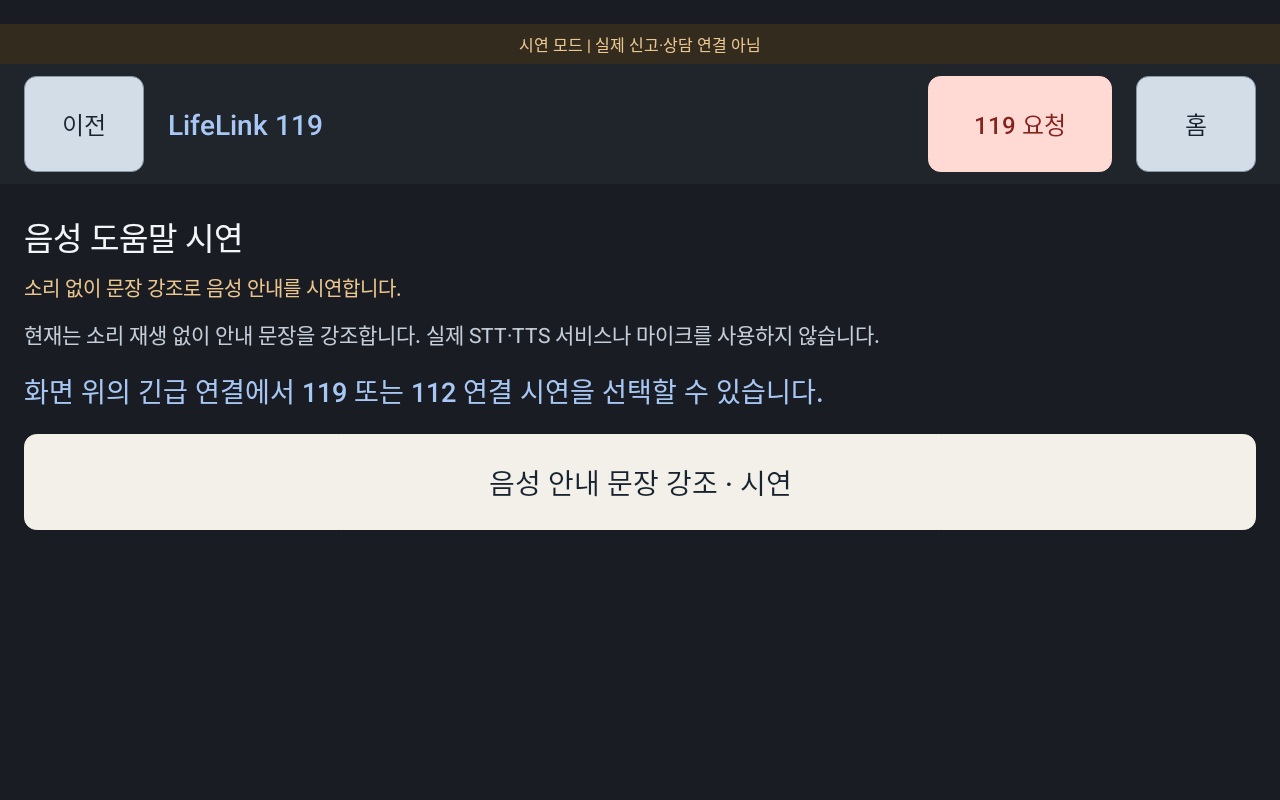 시연 모드 | 실제 신고·상담 연결 아님
이전
LifeLink 119
119 요청
홈
음성 도움말 시연
소리 없이 문장 강조로 음성 안내를 시연합니다.
현재는 소리 재생 없이 안내 문장을 강조합니다. 실제 STT·TTS 서비스나 마이크를 사용하지 않습니다.
화면 위의 긴급 연결에서 119 또는 112 연결 시연을 선택할 수 있습니다.
음성 안내 문장 강조 · 시연